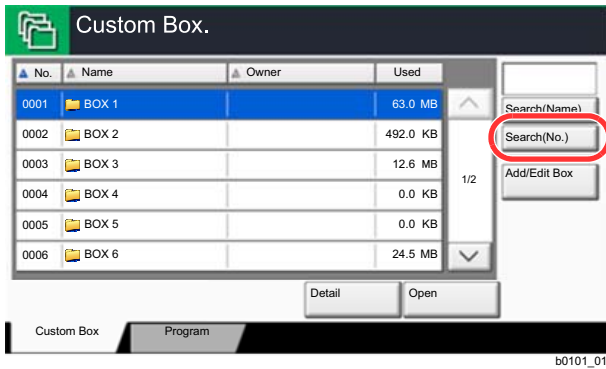 Custom Box.
No. Name Owner Used
0001 BOX 1 63.0 MB
Search(Name)
0002 BOX 2 492.0 KB
Search(No.)
0003 BOX 3 12.6 MB
1/2
Add/Edit Box
0004 BOX 4 0.0 KB
0005 BOX 5 0.0 KB
0006 BOX 6 24.5 MB
Detail Open
Custom Box Program
b0101_01